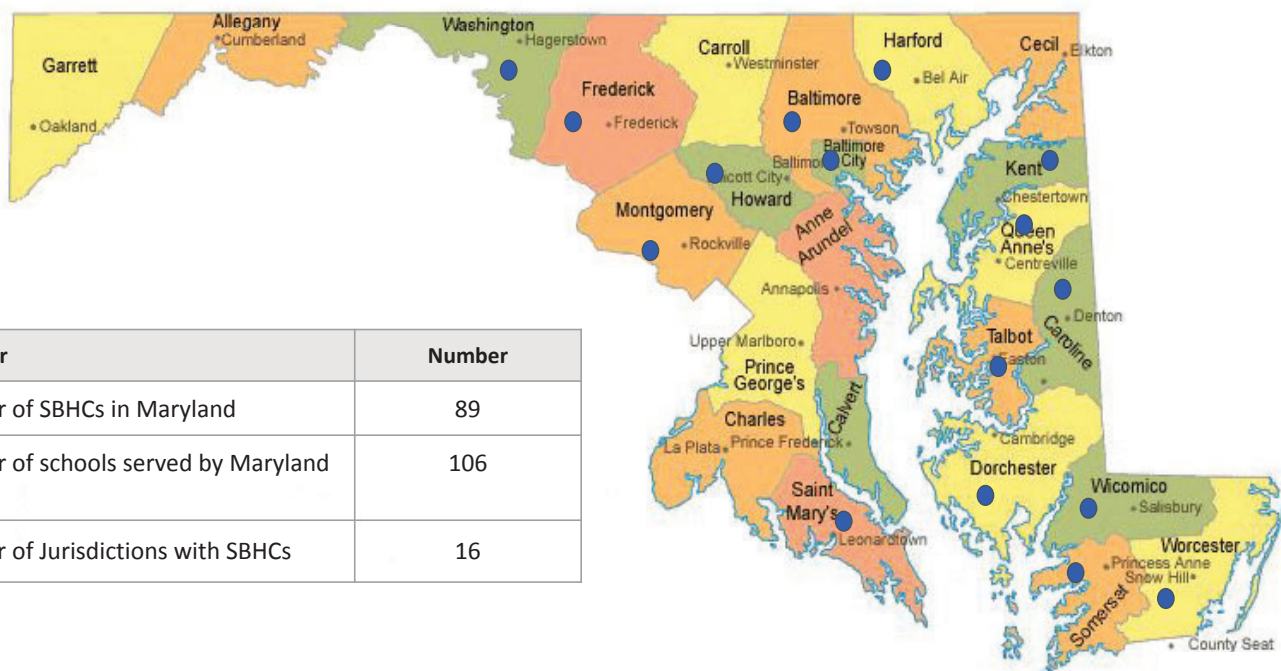 Allegany
Cumberland
Washington
Hagerstown
Garrett
Oakland
Frederick
Frederick
Carroll
Westminster
Baltimore
Towson
Harford
Bel Air
Cecil
Elkton
Baltimore
City
Baltimo
icott City
Howard
Kent
Chestertown
Montgomery
Rockville
Anne
Arundel
Annapolis
Queen
Anne's
Centreville
Denton
Caroline
Talbot
Easton
Upper Marlboro
Prince
George's
Calvert
Charles
La Plata
Prince Frederick
Cambridge
Dorchester
Saint
Mary's
Leonardtown
Wicomico
Salisbury
Worcester
Princess Anne
Snow Hill
Somerset
County Seat
r Number
r of SBHCs in Maryland 89
r of schools served by Maryland 106
r of Jurisdictions with SBHCs 16